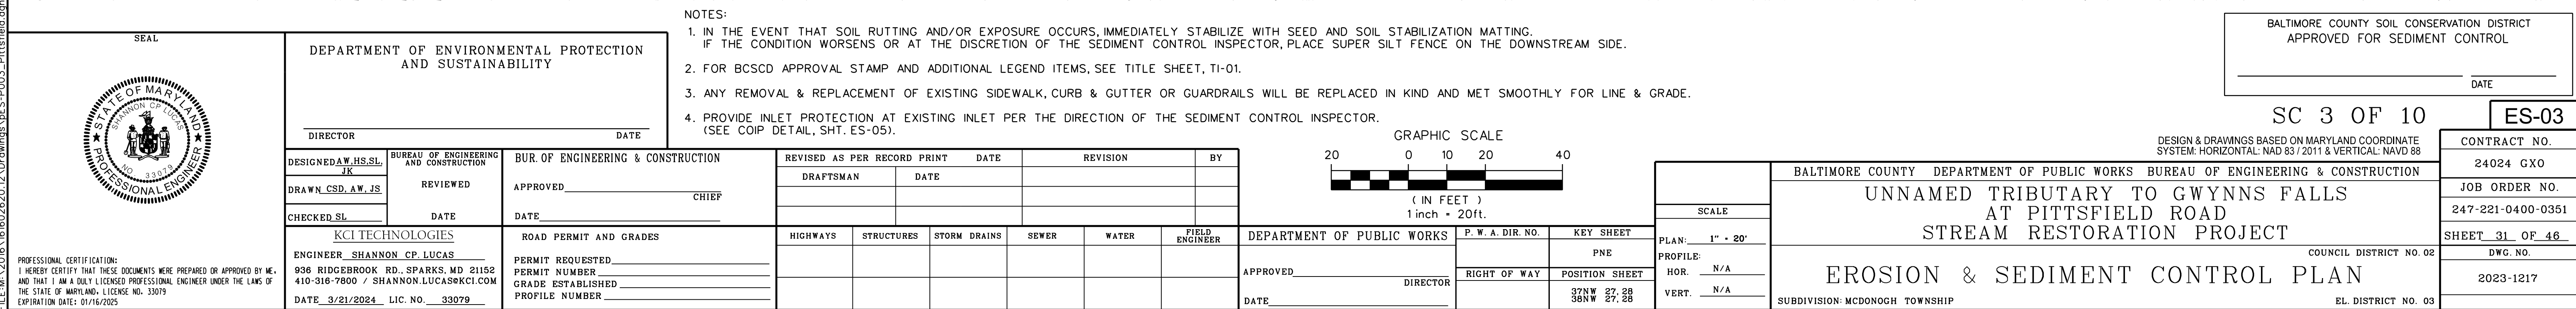 FILE:M:\2016\161602620.12\Drawings\pES-P003_Pittsfield.dgn
SEAL
STATE OF MARYLAND
SHANNON CP LUCAS
NO. 33079
PROFESSIONAL ENGINEER
PROFESSIONAL CERTIFICATION:
I HEREBY CERTIFY THAT THESE DOCUMENTS WERE PREPARED OR APPROVED BY ME,
AND THAT I AM A DULY LICENSED PROFESSIONAL ENGINEER UNDER THE LAWS OF
THE STATE OF MARYLAND, LICENSE NO. 33079
EXPIRATION DATE: 01/16/2025
DEPARTMENT OF ENVIRONMENTAL PROTECTION
AND SUSTAINABILITY
DIRECTOR DATE
DESIGNED AW,HS,SL,
JK
DRAWN CSD, AW, JS
CHECKED SL
BUREAU OF ENGINEERING
AND CONSTRUCTION
REVIEWED
DATE
BUR. OF ENGINEERING & CONSTRUCTION
APPROVED
CHIEF
DATE
KCI TECHNOLOGIES
ENGINEER SHANNON CP. LUCAS
936 RIDGEBROOK RD., SPARKS, MD 21152
410-316-7800 / SHANNON.LUCAS@KCI.COM
DATE 3/21/2024 LIC. NO. 33079
ROAD PERMIT AND GRADES
PERMIT REQUESTED
PERMIT NUMBER
GRADE ESTABLISHED
PROFILE NUMBER
NOTES:
1. IN THE EVENT THAT SOIL RUTTING AND/OR EXPOSURE OCCURS, IMMEDIATELY STABILIZE WITH SEED AND SOIL STABILIZATION MATTING.
IF THE CONDITION WORSENS OR AT THE DISCRETION OF THE SEDIMENT CONTROL INSPECTOR, PLACE SUPER SILT FENCE ON THE DOWNSTREAM SIDE.
2. FOR BCSCD APPROVAL STAMP AND ADDITIONAL LEGEND ITEMS, SEE TITLE SHEET, TI-01.
3. ANY REMOVAL & REPLACEMENT OF EXISTING SIDEWALK, CURB & GUTTER OR GUARDRAILS WILL BE REPLACED IN KIND AND MET SMOOTHLY FOR LINE & GRADE.
4. PROVIDE INLET PROTECTION AT EXISTING INLET PER THE DIRECTION OF THE SEDIMENT CONTROL INSPECTOR.
(SEE COIP DETAIL, SHT. ES-05).
REVISED AS PER RECORD PRINT DATE REVISION BY
DRAFTSMAN DATE
HIGHWAYS STRUCTURES STORM DRAINS SEWER WATER FIELD ENGINEER
GRAPHIC SCALE
20 0 10 20 40
( IN FEET )
1 inch = 20ft.
DEPARTMENT OF PUBLIC WORKS
APPROVED
DIRECTOR
DATE
P. W. A. DIR. NO. KEY SHEET
PNE
RIGHT OF WAY POSITION SHEET
37NW 27, 28
38NW 27, 28
SCALE
PLAN: 1" = 20'
PROFILE:
HOR. N/A
VERT. N/A
BALTIMORE COUNTY SOIL CONSERVATION DISTRICT
APPROVED FOR SEDIMENT CONTROL
DATE
SC 3 OF 10
ES-03
DESIGN & DRAWINGS BASED ON MARYLAND COORDINATE
SYSTEM: HORIZONTAL: NAD 83 / 2011 & VERTICAL: NAVD 88
BALTIMORE COUNTY DEPARTMENT OF PUBLIC WORKS BUREAU OF ENGINEERING & CONSTRUCTION
UNNAMED TRIBUTARY TO GWYNNS FALLS
AT PITTSFIELD ROAD
STREAM RESTORATION PROJECT
COUNCIL DISTRICT NO. 02
EROSION & SEDIMENT CONTROL PLAN
SUBDIVISION: MCDONOGH TOWNSHIP EL. DISTRICT NO. 03
CONTRACT NO.
24024 GX0
JOB ORDER NO.
247-221-0400-0351
SHEET 31 OF 46
DWG. NO.
2023-1217